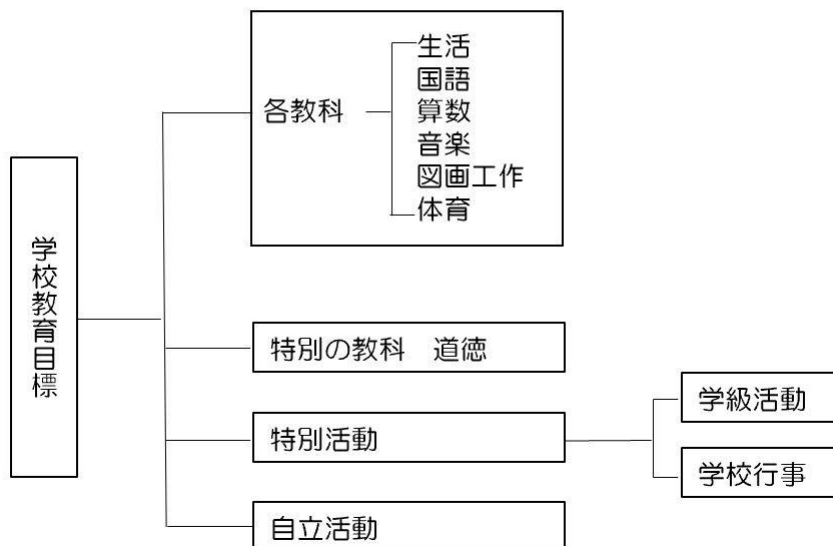 学校教育目標
各教科
生活
国語
算数
音楽
図画工作
体育
特別の教科　道徳
特別活動
学級活動
学校行事
自立活動